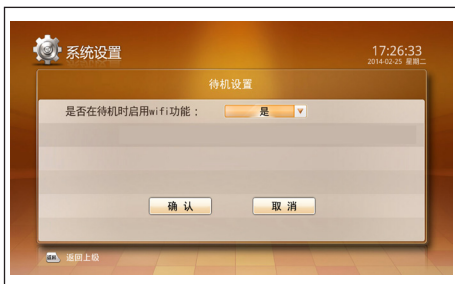 系统设置
17:26:33
2014-02-25 星期二
待机设置
是否在待机时启用wifi功能：
是
确认
取消
返回 返回上级